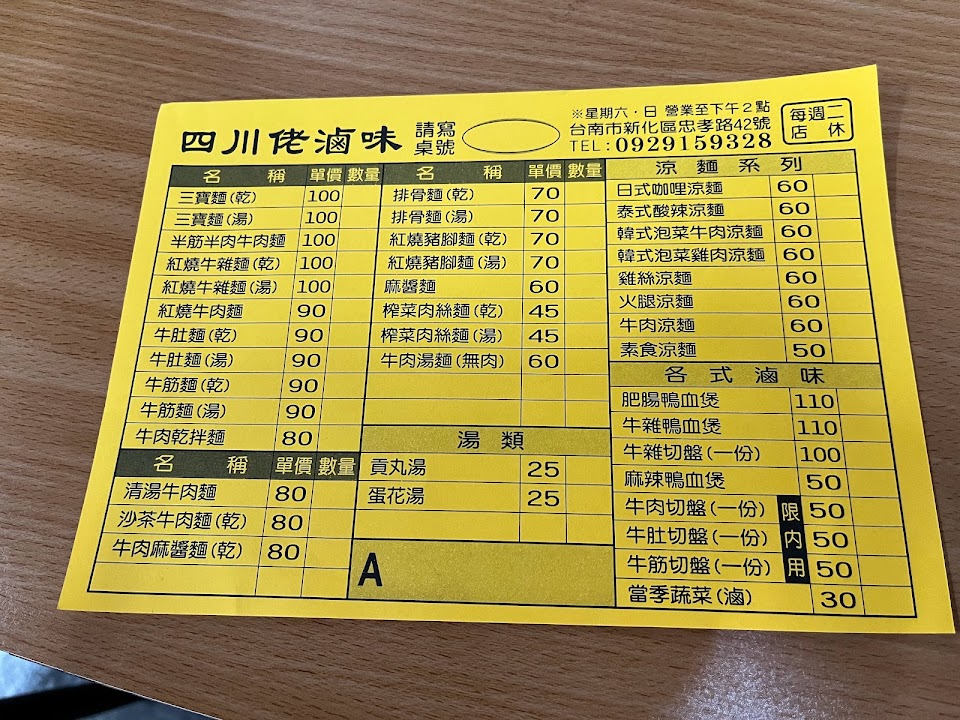 四川佬滷味
請寫
桌號
※星期六・日 營業至下午2點
台南市新化區忠孝路42號
TEL:0929159328
每週二
店休
名稱 單價 數量
三寶麵(乾) 100
三寶麵(湯) 100
半筋半肉牛肉麵 100
紅燒牛雜麵(乾) 100
紅燒牛雜麵(湯) 100
紅燒牛肉麵 90
牛肚麵(乾) 90
牛肚麵(湯) 90
牛筋麵(乾) 90
牛筋麵(湯) 90
牛肉乾拌麵 80
名稱 單價 數量
清湯牛肉麵 80
沙茶牛肉麵(乾) 80
牛肉麻醬麵(乾) 80
名稱 單價 數量
排骨麵(乾) 70
排骨麵(湯) 70
紅燒豬腳麵(乾) 70
紅燒豬腳麵(湯) 70
麻醬麵 60
榨菜肉絲麵(乾) 45
榨菜肉絲麵(湯) 45
牛肉湯麵(無肉) 60
湯類
貢丸湯 25
蛋花湯 25
A
涼麵系列
日式咖哩涼麵 60
泰式酸辣涼麵 60
韓式泡菜牛肉涼麵 60
韓式泡菜雞肉涼麵 60
雞絲涼麵 60
火腿涼麵 60
牛肉涼麵 60
素食涼麵 50
各式滷味
肥腸鴨血煲 110
牛雜鴨血煲 110
牛雜切盤(一份) 100
麻辣鴨血煲 50
牛肉切盤(一份) 50
牛肚切盤(一份) 50
牛筋切盤(一份) 50
限內用
當季蔬菜(滷) 30